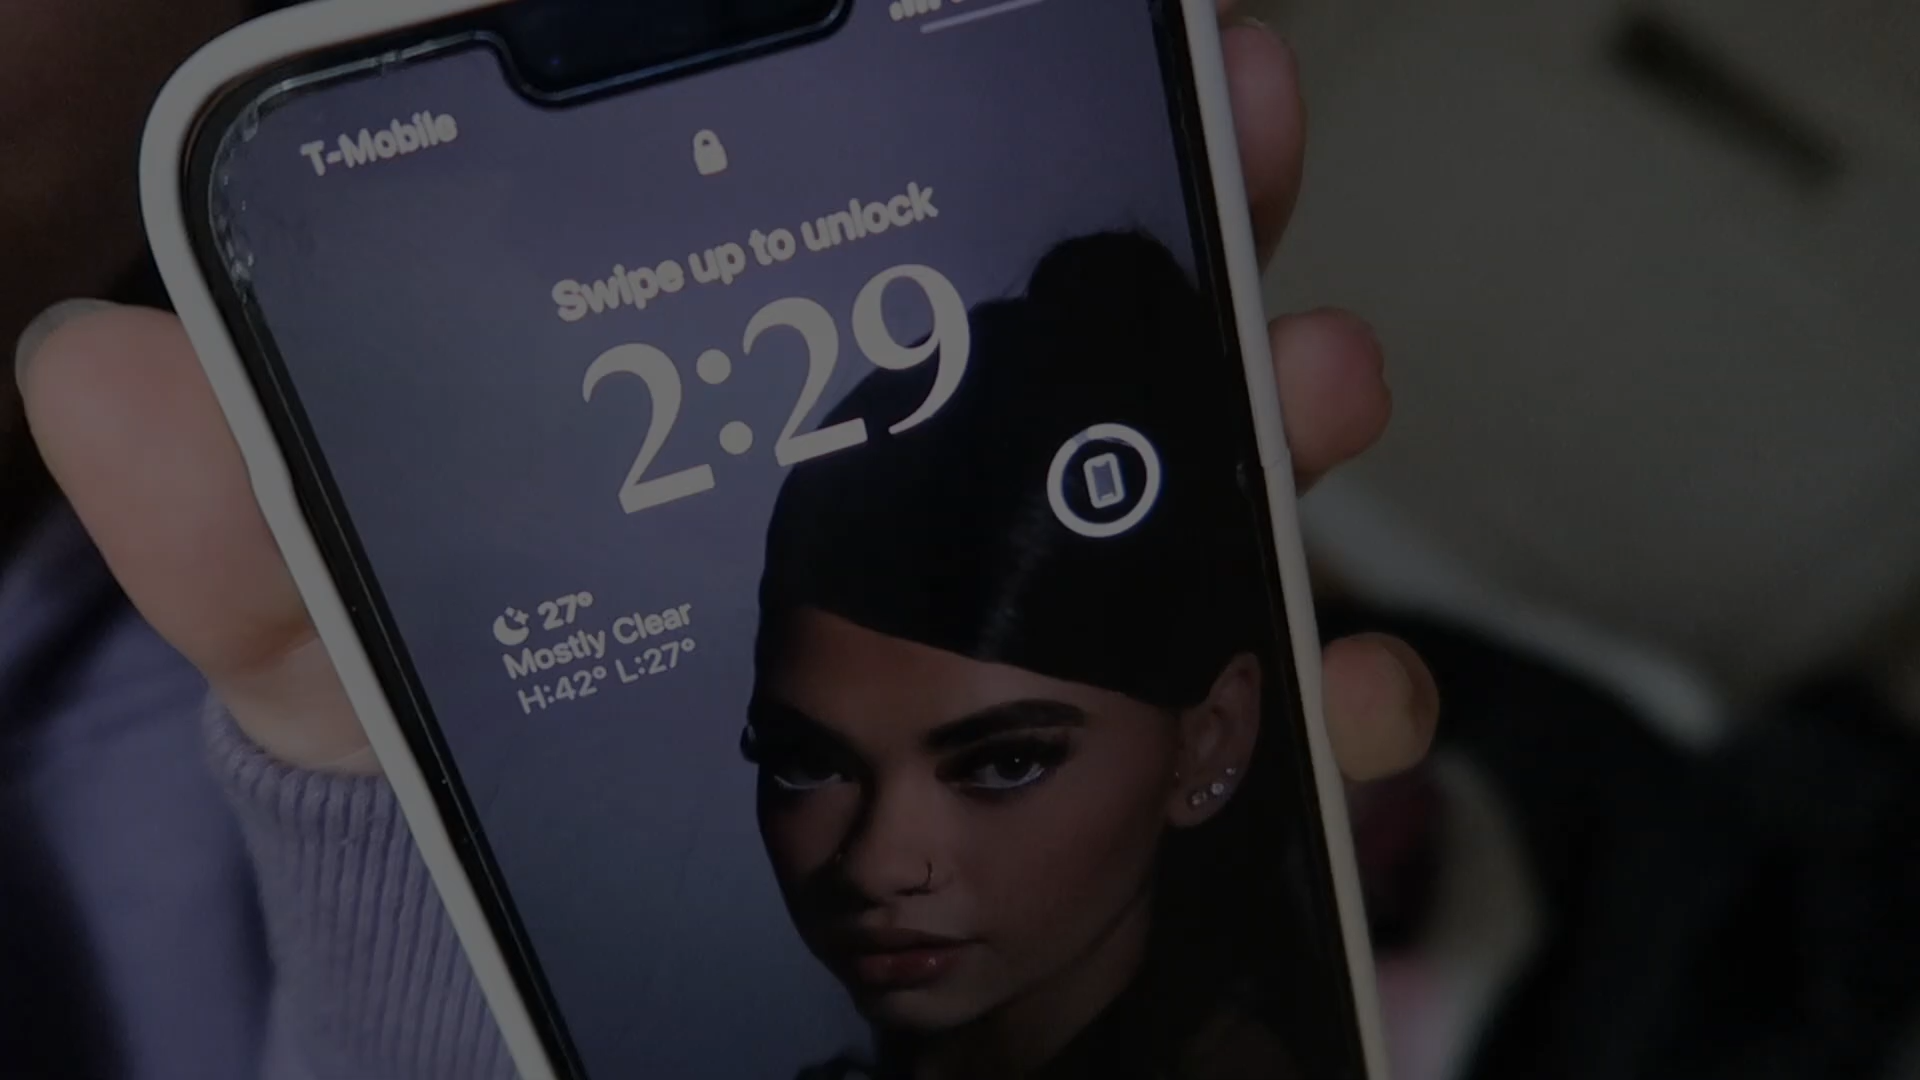 T-Mobile
Swipe up to unlock
2:29
27°
Mostly Clear
H:42° L:27°